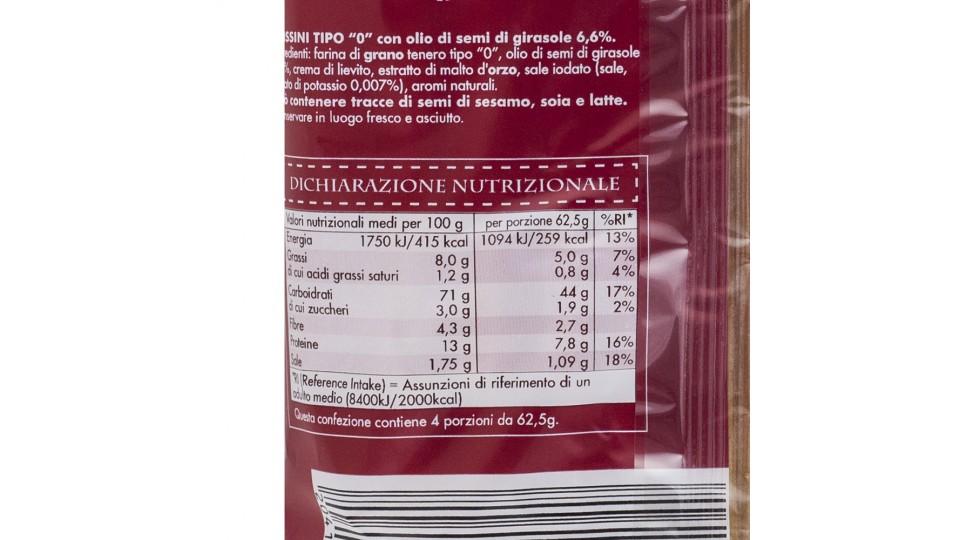 SSINI TIPO “0” con olio di semi di girasole 6,6%.
edienti: farina di grano tenero tipo “0”, olio di semi di girasole
%, crema di lievito, estratto di malto d'orzo, sale iodato (sale,
ato di potassio 0,007%), aromi naturali.
ò contenere tracce di semi di sesamo, soia e latte.
nservare in luogo fresco e asciutto.
DICHIARAZIONE NUTRIZIONALE
Valori nutrizionali medi per 100 g per porzione 62,5g %RI*
Energia 1750 kJ/415 kcal 1094 kJ/259 kcal 13%
Grassi 8,0 g 5,0 g 7%
di cui acidi grassi saturi 1,2 g 0,8 g 4%
Carboidrati 71 g 44 g 17%
di cui zuccheri 3,0 g 1,9 g 2%
Fibre 4,3 g 2,7 g
Proteine 13 g 7,8 g 16%
Sale 1,75 g 1,09 g 18%
*RI (Reference Intake) = Assunzioni di riferimento di un
adulto medio (8400kJ/2000kcal)
Questa confezione contiene 4 porzioni da 62,5g.